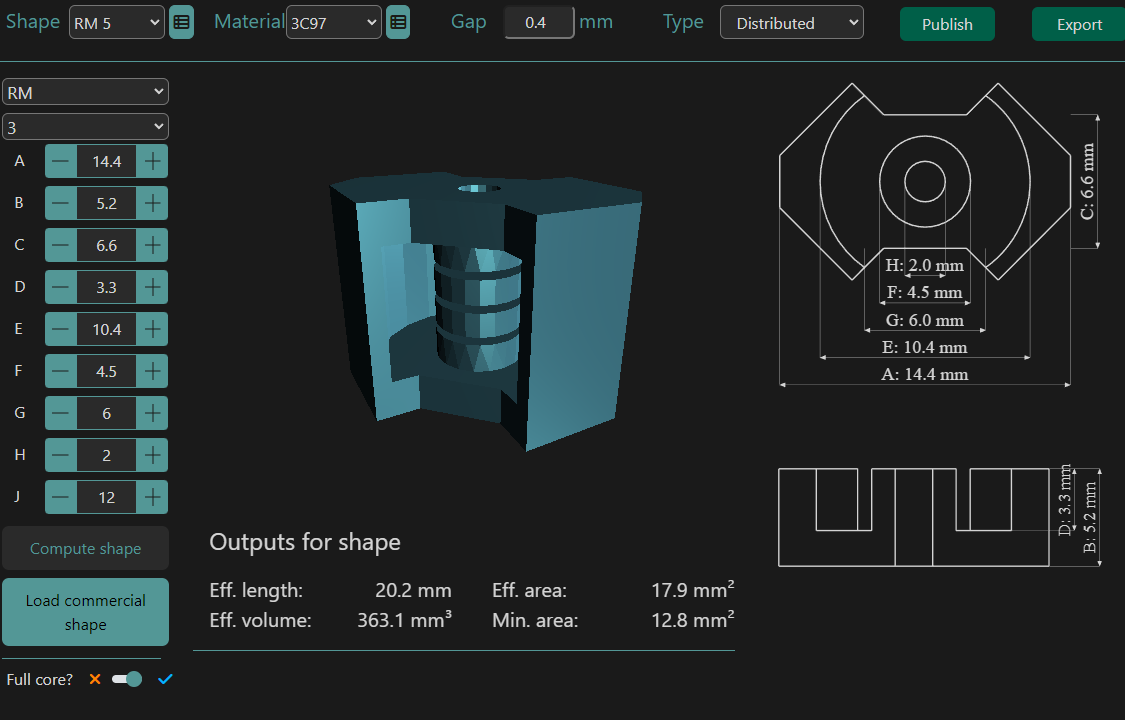 Shape RM 5 Material 3C97 Gap 0.4 mm Type Distributed Publish Export
RM
3
A — 14.4 +
B — 5.2 +
C — 6.6 +
D — 3.3 +
E — 10.4 +
F — 4.5 +
G — 6 +
H — 2 +
J — 12 +
Compute shape
Load commercial
shape
Full core?
Outputs for shape
Eff. length: 20.2 mm Eff. area: 17.9 mm²
Eff. volume: 363.1 mm³ Min. area: 12.8 mm²
C: 6.6 mm
H: 2.0 mm
F: 4.5 mm
G: 6.0 mm
E: 10.4 mm
A: 14.4 mm
D: 3.3 mm
B: 5.2 mm